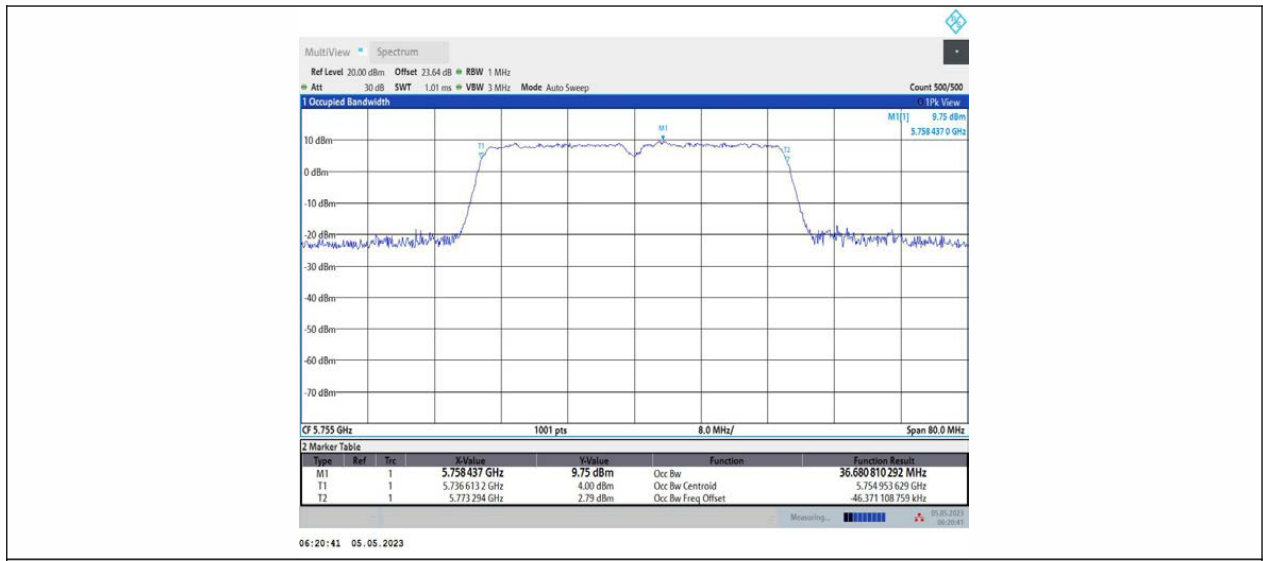 MultiView Spectrum
Ref Level 20.00 dBm Offset 23.64 dB RBW 1 MHz
Att 30 dB SWT 1.01 ms VBW 3 MHz Mode Auto Sweep Count 500/500
1 Occupied Bandwidth 1Pk View
M1[1] 9.75 dBm
5.758 437 0 GHz
M1
10 dBm
T1
T2
0 dBm
-10 dBm
-20 dBm
-30 dBm
-40 dBm
-50 dBm
-60 dBm
-70 dBm
CF 5.755 GHz 1001 pts 8.0 MHz/ Span 80.0 MHz
2 Marker Table
Type Ref Trc X-Value Y-Value Function Function Result
M1 1 5.758 437 GHz 9.75 dBm Occ Bw 36.680 810 292 MHz
T1 1 5.736 613 2 GHz 4.00 dBm Occ Bw Centroid 5.754 953 629 GHz
T2 1 5.773 294 GHz 2.79 dBm Occ Bw Freq Offset -46.371 108 759 kHz
Measuring... 05.05.2023
06:20:41
06:20:41 05.05.2023